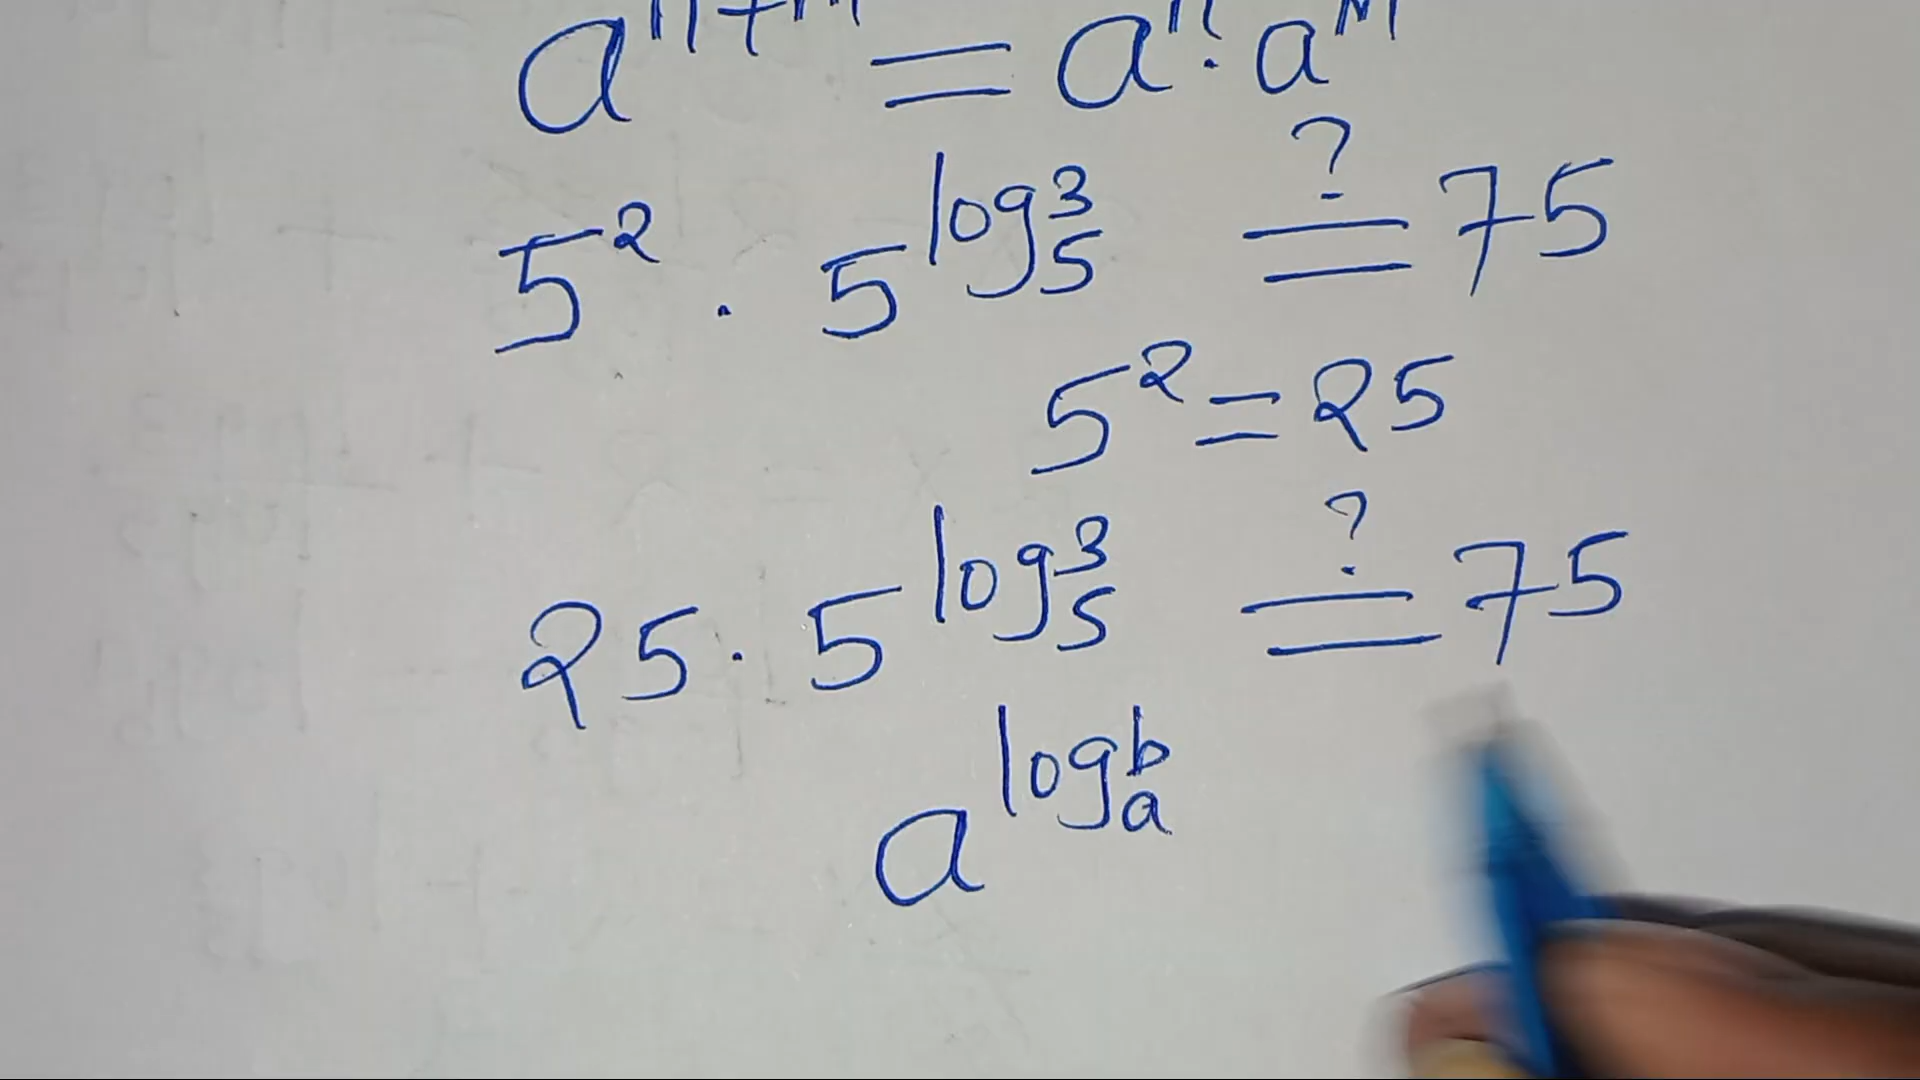 a^{n+m} = a^n · a^m
5^2 · 5^{log_5^3} ?= 75
5^2 = 25
25 · 5^{log_5^3} ?= 75
a^{log_a^b}